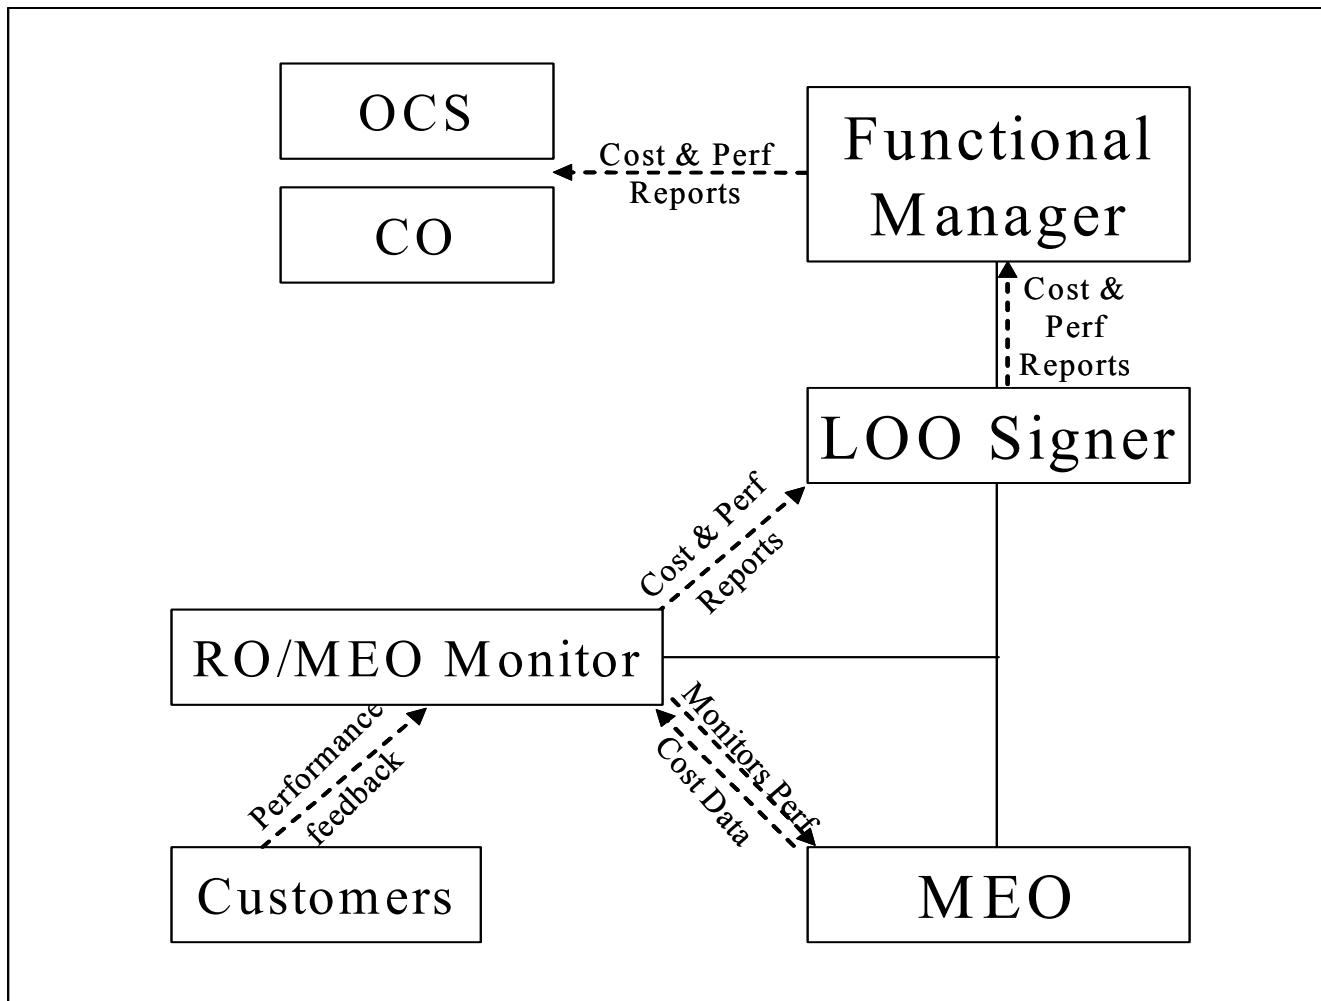 OCS
Functional
Manager
Cost & Perf
Reports
CO
Cost &
Perf
Reports
LOO Signer
Cost & Perf
Reports
RO/MEO Monitor
Monitors Perf
Cost Data
Performance
feedback
Customers
MEO